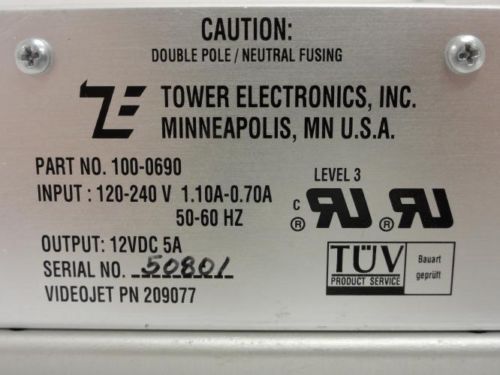 CAUTION:
DOUBLE POLE / NEUTRAL FUSING
TOWER ELECTRONICS, INC.
MINNEAPOLIS, MN U.S.A.
PART NO. 100-0690
INPUT : 120-240 V 1.10A-0.70A
50-60 HZ
LEVEL 3
C
OUTPUT: 12VDC 5A
SERIAL NO. 50801
VIDEOJET PN 209077
TÜV
PRODUCT SERVICE
Bauart
geprüft